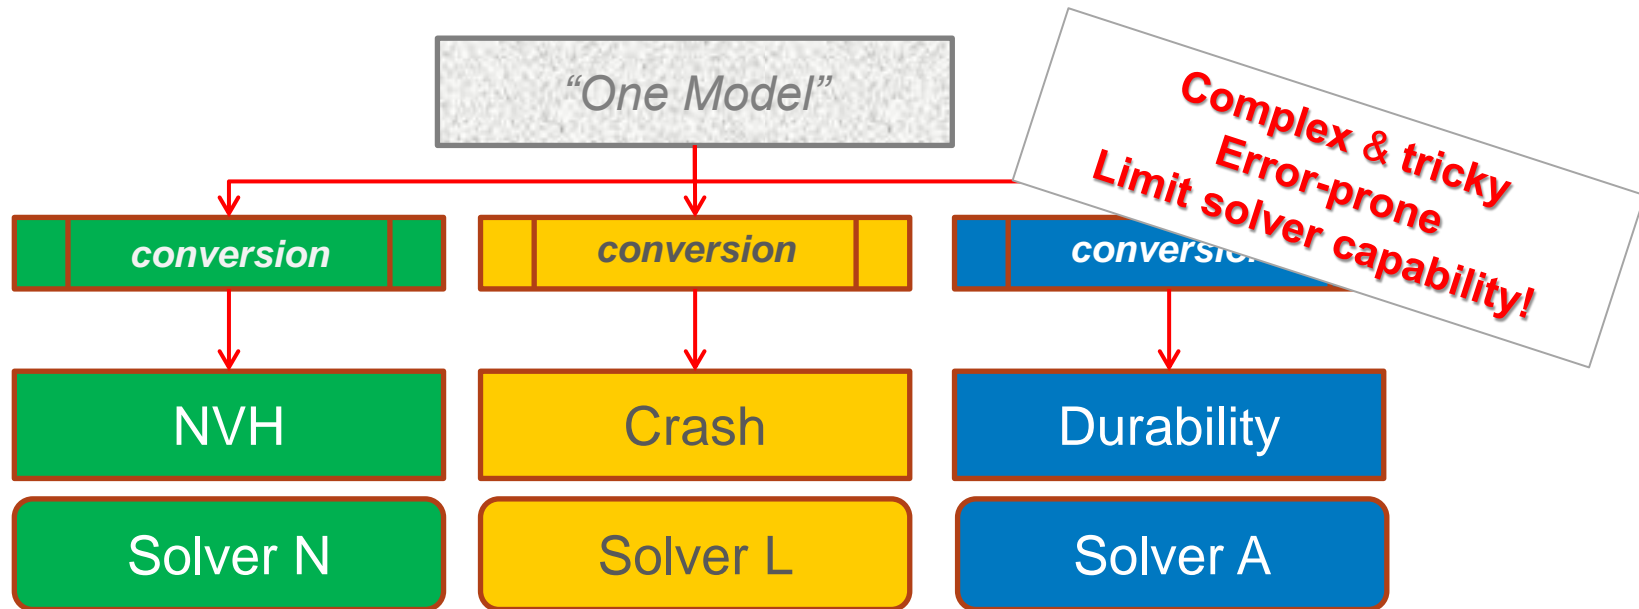 “One Model”
Complex & tricky
Error-prone
Limit solver capability!
conversion
conversion
NVH
Crash
Durability
Solver N
Solver L
Solver A